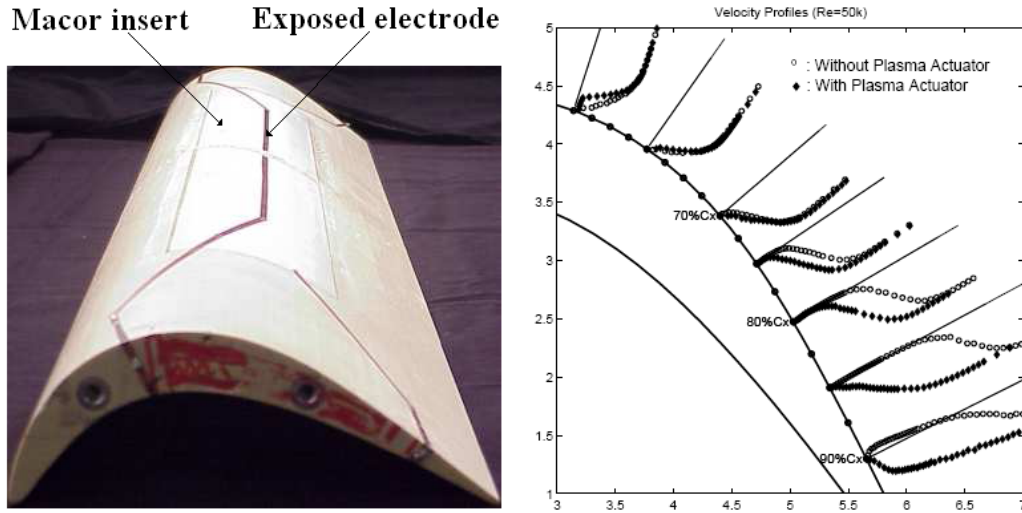 Macor insert
Exposed electrode
Velocity Profiles (Re=50k)
: Without Plasma Actuator
: With Plasma Actuator
70%Cx
80%Cx
90%Cx
5
4.5
4
3.5
3
2.5
2
1.5
1
3
3.5
4
4.5
5
5.5
6
6.5
7